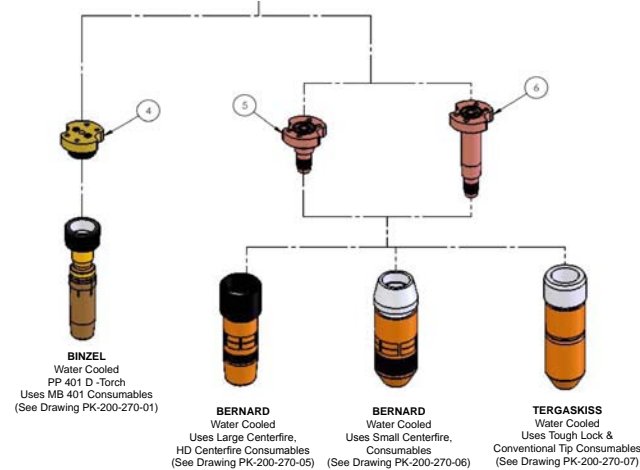 4
5
6
BINZEL
Water Cooled
PP 401 D -Torch
Uses MB 401 Consumables
(See Drawing PK-200-270-01)
BERNARD
Water Cooled
Uses Large Centerfire,
HD Centerfire Consumables
(See Drawing PK-200-270-05)
BERNARD
Water Cooled
Uses Small Centerfire,
Consumables
(See Drawing PK-200-270-06)
TERGASKISS
Water Cooled
Uses Tough Lock &
Conventional Tip Consumables
(See Drawing PK-200-270-07)